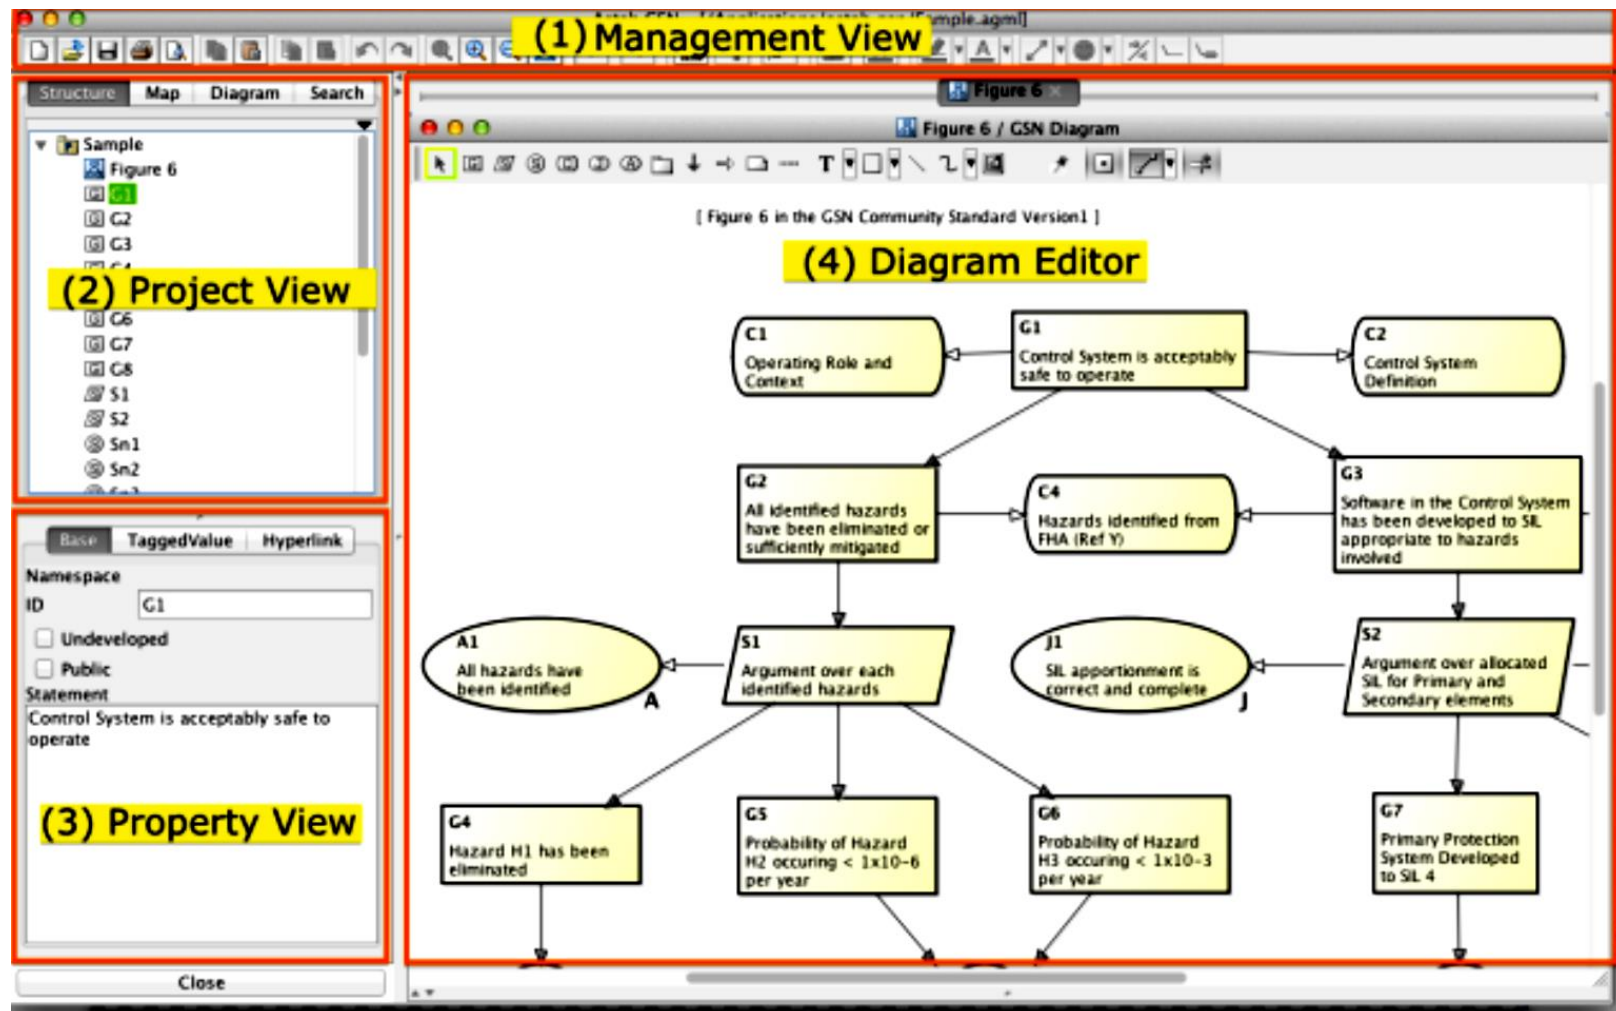 mple.agml]
(1) Management View
Structure Map Diagram Search
Sample
Figure 6
G1
G2
G3
(2) Project View
G6
G7
G8
S1
S2
Sn1
Sn2
Base TaggedValue Hyperlink
Namespace
ID G1
Undeveloped
Public
Statement
Control System is acceptably safe to
operate
(3) Property View
Close
Figure 6
Figure 6 / GSN Diagram
T
[ Figure 6 in the GSN Community Standard Version1 ]
(4) Diagram Editor
C1
Operating Role and
Context
G1
Control System is acceptably
safe to operate
C2
Control System
Definition
G2
All identified hazards
have been eliminated or
sufficiently mitigated
C4
Hazards identified from
FHA (Ref Y)
G3
Software in the Control System
has been developed to SIL
appropriate to hazards
involved
A1
All hazards have
been identified
A
S1
Argument over each
identified hazards
J1
SIL apportionment is
correct and complete
J
S2
Argument over allocated
SIL for Primary and
Secondary elements
G4
Hazard H1 has been
eliminated
G5
Probability of Hazard
H2 occuring < 1x10-6
per year
G6
Probability of Hazard
H3 occuring < 1x10-3
per year
G7
Primary Protection
System Developed
to SIL 4